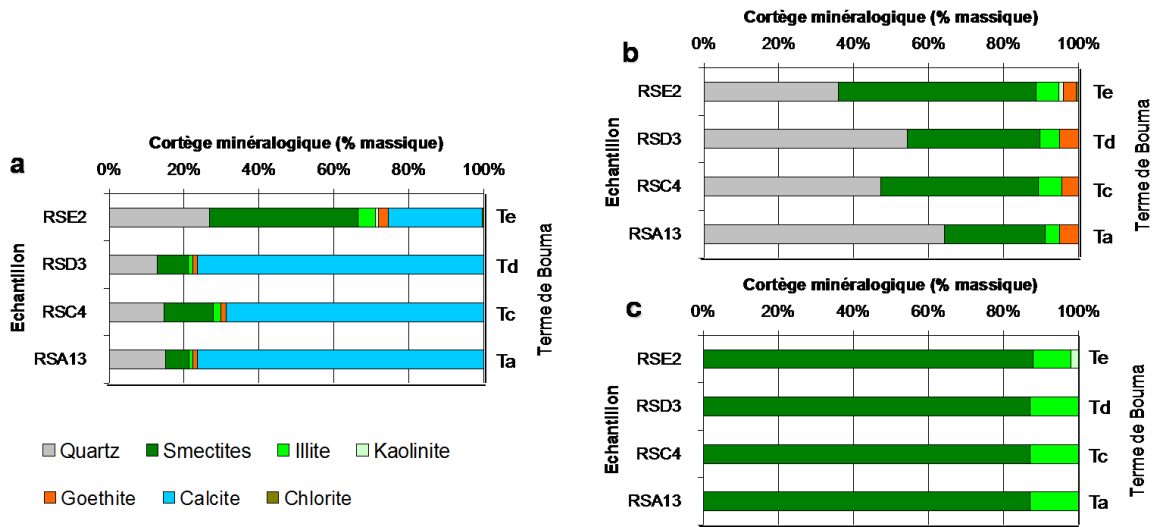 a
Cortège minéralogique (% massique)
0% 20% 40% 60% 80% 100%
Echantillon
RSE2 Te
RSD3 Td
RSC4 Tc
RSA13 Ta
Terme de Bouma
Quartz Smectites Illite Kaolinite
Goethite Calcite Chlorite
b
Cortège minéralogique (% massique)
0% 20% 40% 60% 80% 100%
Echantillon
RSE2 Te
RSD3 Td
RSC4 Tc
RSA13 Ta
Terme de Bouma
c
Cortège minéralogique (% massique)
0% 20% 40% 60% 80% 100%
Echantillon
RSE2 Te
RSD3 Td
RSC4 Tc
RSA13 Ta
Terme de Bouma